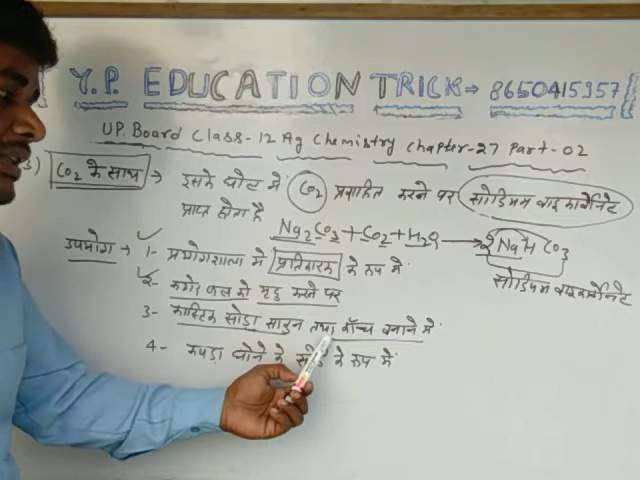 Y.P. EDUCATION TRICK⇒ 8650415957
U.P. Board Class-12 Ag Chemistry Chapter-27 Part-02
3) CO2 के साथ → इसके घोल में CO2 प्रवाहित करने पर सोडियम बाइकार्बोनेट
प्राप्त होता है
Na2CO3+CO2+H2O → 2NaHCO3
सोडियम बाइकार्बोनेट
उपयोग → 1- प्रयोगशाला में प्रतिकारक के रूप में
2- कठोर जल को मृदु करने पर
3- कास्टिक सोडा साबुन तथा काँच बनाने में
4- कपड़ा धोने के सोडे के रूप में